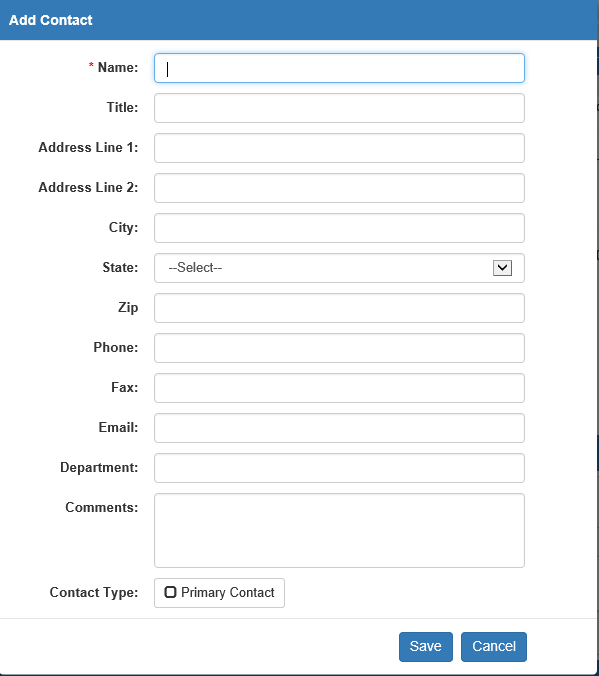 Add Contact
* Name:
Title:
Address Line 1:
Address Line 2:
City:
State: --Select--
Zip
Phone:
Fax:
Email:
Department:
Comments:
Contact Type: Primary Contact
Save Cancel